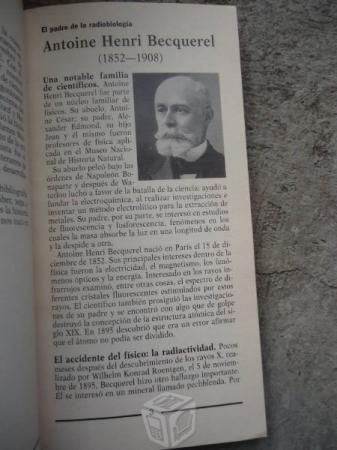 El padre de la radiobiología
Antoine Henri Becquerel
(1852—1908)
Una notable familia
de científicos. Antoine
Henri Becquerel fue parte
de un núcleo familiar de
físicos. Su abuelo, Antoi-
ne César; su padre, Ale-
xander Edmond, su hijo
Jean y él mismo fueron
profesores de física apli-
cada en el Museo Nacio-
nal de Historia Natural.
Su abuelo peleó bajo las
órdenes de Napoleón Bo-
naparte y después de Wa-
terloo luchó a favor de la batalla de la ciencia: ayudó a
fundar la electroquímica, al realizar investigaciones e
inventar un método electrolítico para la extracción de
metales. Su padre, por su parte, se interesó en estudios
de fluorescencia y fosforescencia, fenómenos en los
cuales la masa absorbe la luz en una longitud de onda
y la despide a otra.
Antoine Henri Becquerel nació en París el 15 de di-
ciembre de 1852. Sus principales intereses dentro de la
física fueron la electricidad, el magnetismo, los fenó-
menos ópticos y la energía. Interesado en los rayos in-
frarrojos examinó, entre otras cosas, el espectro de di-
ferentes cristales fluorescentes estimulados por estos
rayos. El científico también prosiguió las investigacio-
nes de su padre y se encontró con algo que de golpe
destruyó la concepción de la estructura atómica del si-
glo XIX. En 1895 descubrió que era un error afirmar
que el átomo no podía ser dividido.
El accidente del físico: la radiactividad. Pocos
meses después del descubrimiento de los rayos X, rea-
lizado por Wilhelm Konrad Roentgen, el 5 de noviem-
bre de 1895, Becquerel hizo otro hallazgo importante.
Él se interesó en un mineral llamado pechblenda. Por